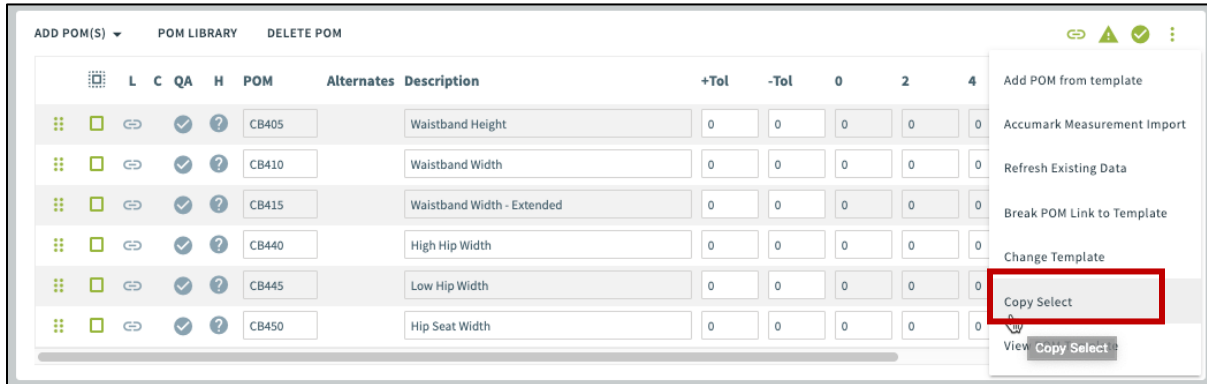 ADD POM(S) POM LIBRARY DELETE POM
L C QA H POM Alternates Description +Tol -Tol 0 2 4
CB405 Waistband Height 0 0 0 0 0
CB410 Waistband Width 0 0 0 0 0
CB415 Waistband Width - Extended 0 0 0 0 0
CB440 High Hip Width 0 0 0 0 0
CB445 Low Hip Width 0 0 0 0 0
CB450 Hip Seat Width 0 0 0 0 0
Add POM from template
Accumark Measurement Import
Refresh Existing Data
Break POM Link to Template
Change Template
Copy Select
View
Copy Select